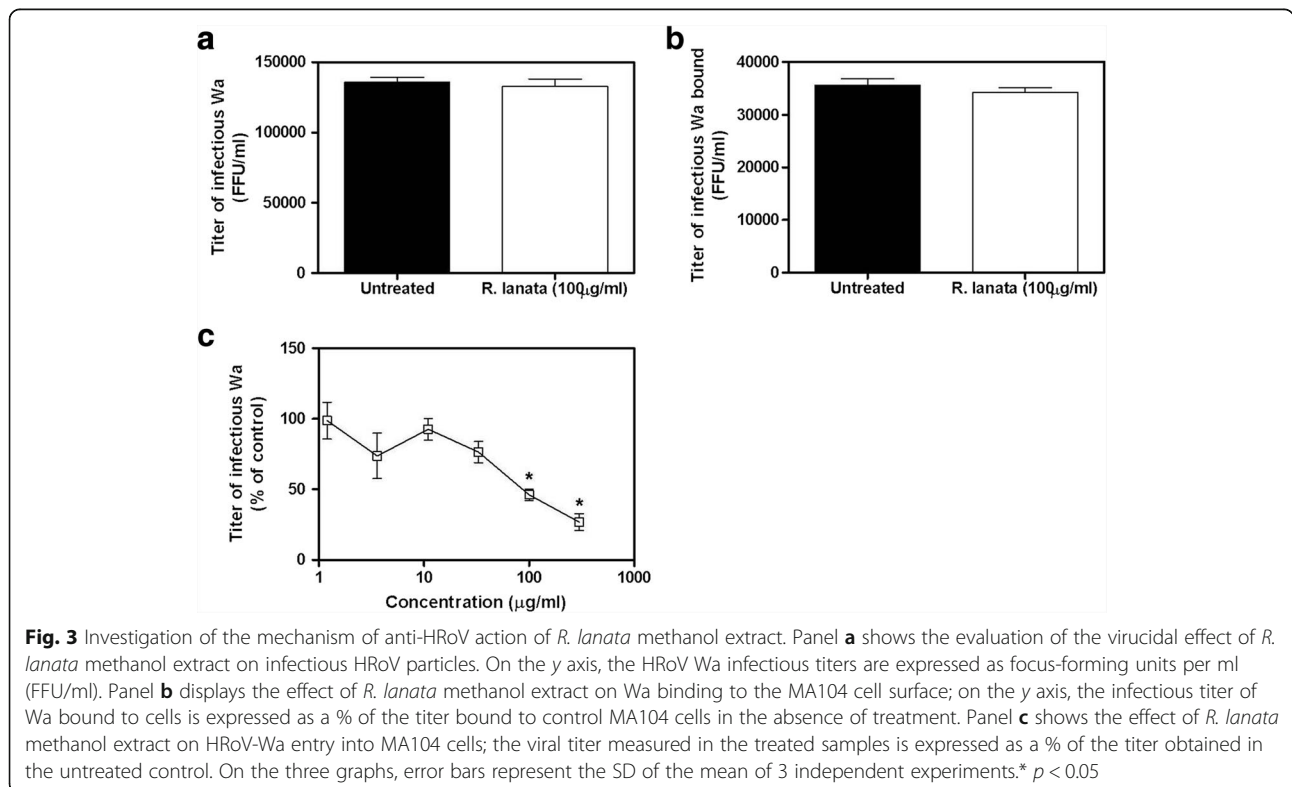 a
150000
100000
50000
0
Titer of infectious Wa
(FFU/ml)
Untreated
R. lanata (100µg/ml)
b
40000
30000
20000
10000
0
Titer of infectious Wa bound
(FFU/ml)
Untreated
R. lanata (100µg/ml)
c
150
100
50
0
Titer of infectious Wa
(% of control)
*
*
1
10
100
1000
Concentration (µg/ml)
Fig. 3 Investigation of the mechanism of anti-HRoV action of R. lanata methanol extract. Panel a shows the evaluation of the virucidal effect of R.
lanata methanol extract on infectious HRoV particles. On the y axis, the HRoV Wa infectious titers are expressed as focus-forming units per ml
(FFU/ml). Panel b displays the effect of R. lanata methanol extract on Wa binding to the MA104 cell surface; on the y axis, the infectious titer of
Wa bound to cells is expressed as a % of the titer bound to control MA104 cells in the absence of treatment. Panel c shows the effect of R. lanata
methanol extract on HRoV-Wa entry into MA104 cells; the viral titer measured in the treated samples is expressed as a % of the titer obtained in
the untreated control. On the three graphs, error bars represent the SD of the mean of 3 independent experiments.* p < 0.05